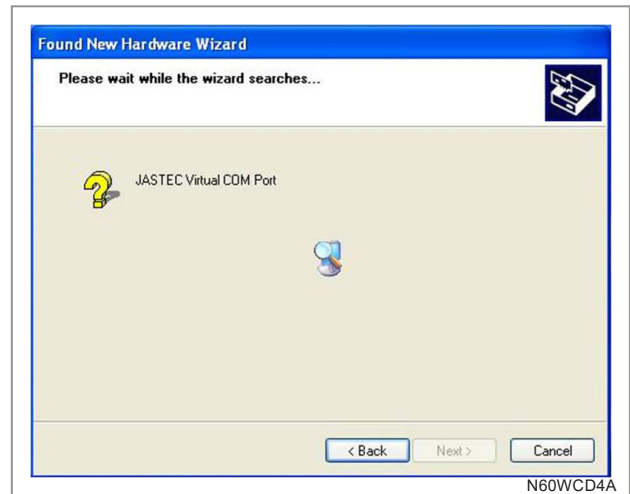 Found New Hardware Wizard
Please wait while the wizard searches...
JASTEC Virtual COM Port
< Back Next > Cancel
N60WCD4A